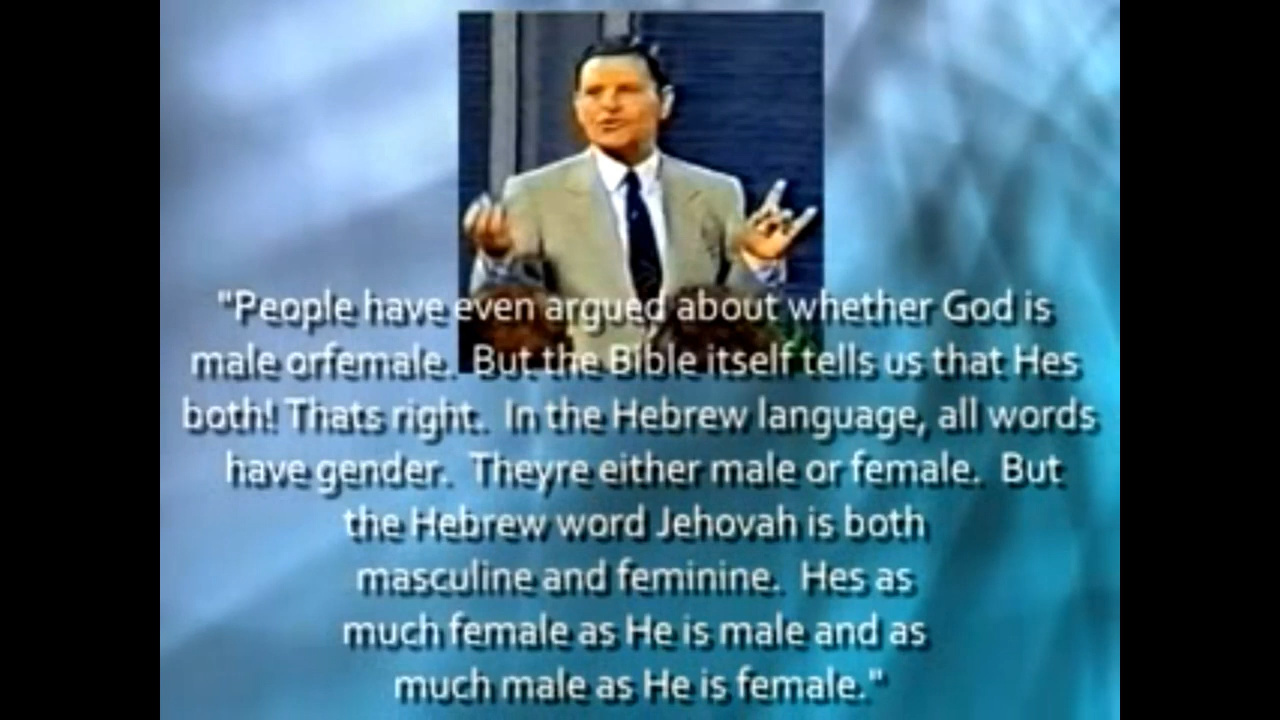 "People have even argued about whether God is
male orfemale.  But the Bible itself tells us that Hes
both! Thats right.  In the Hebrew language, all words
have gender.  Theyre either male or female.  But
the Hebrew word Jehovah is both
masculine and feminine.  Hes as
much female as He is male and as
much male as He is female."